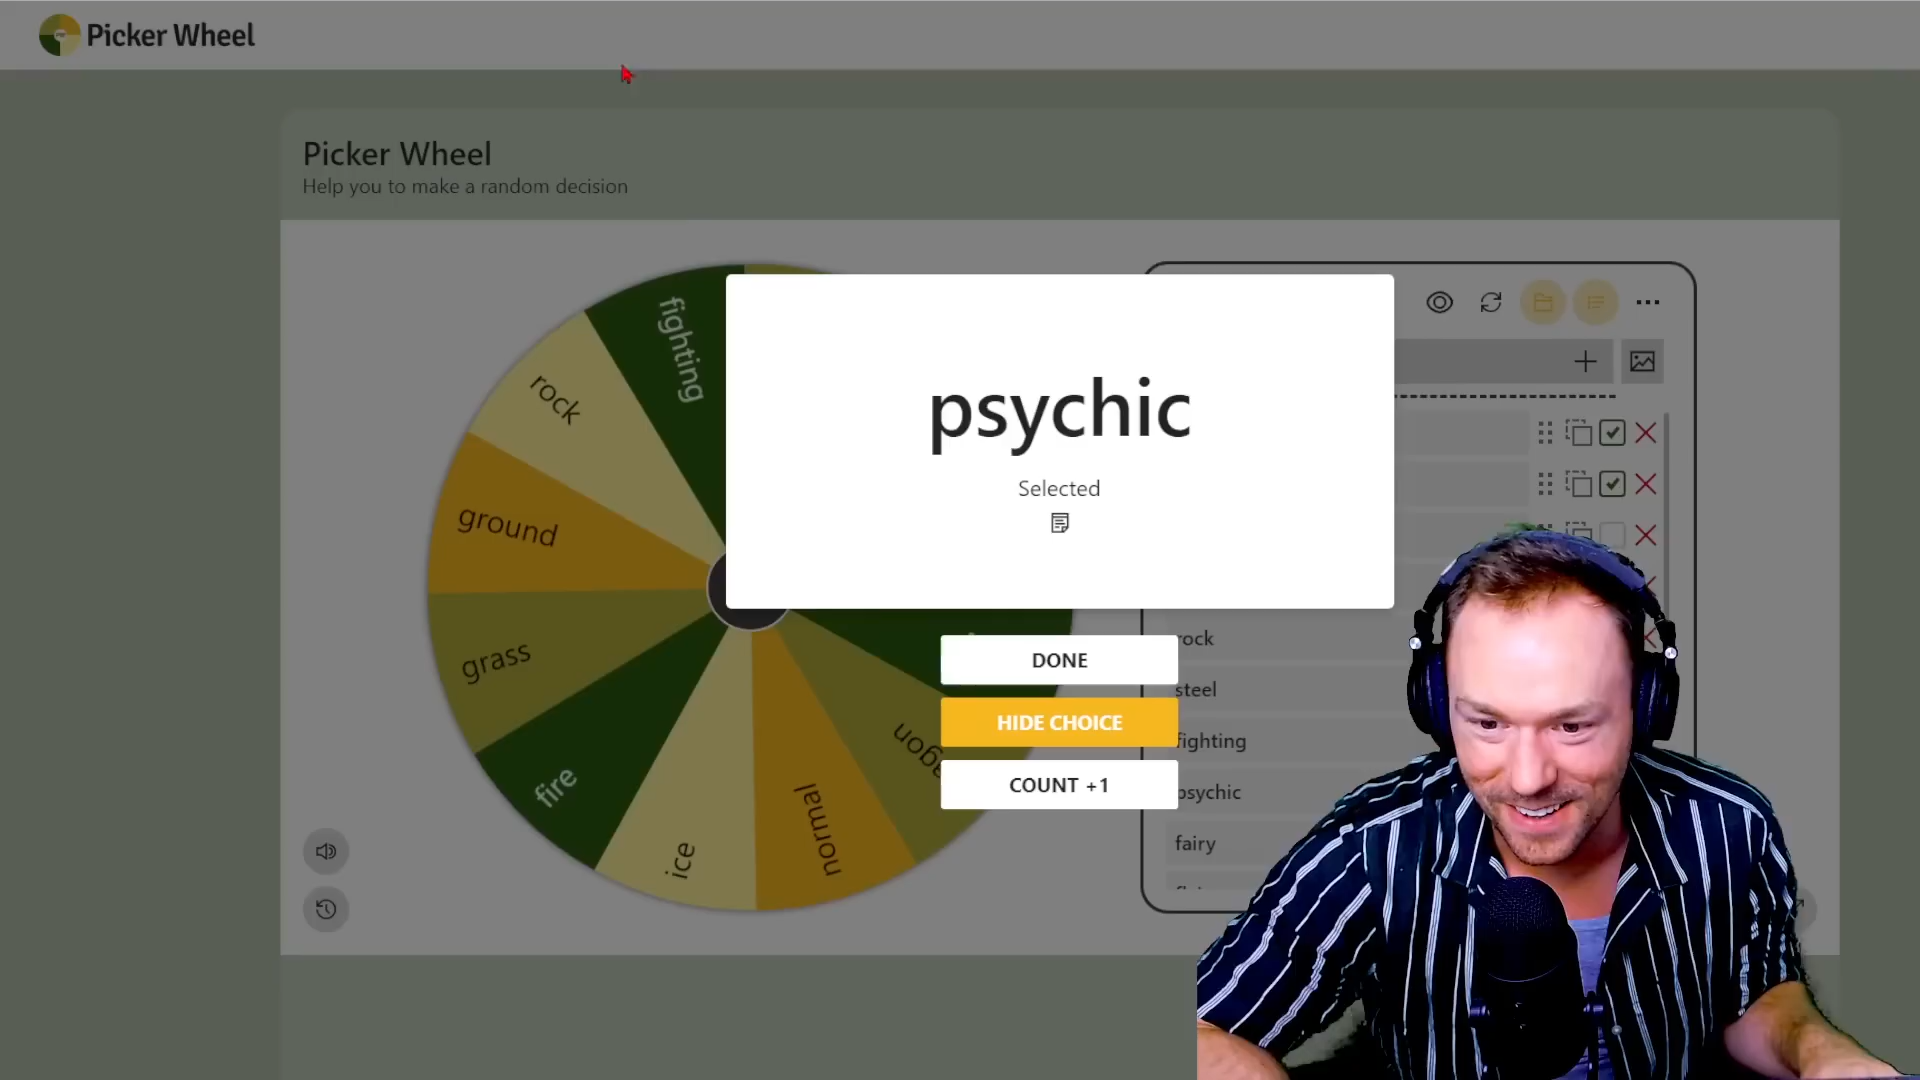 Picker Wheel
Picker Wheel
Help you to make a random decision
fighting
rock
ground
grass
fire
ice
normal
psychic
Selected
DONE
HIDE CHOICE
COUNT +1
rock
steel
fighting
psychic
fairy